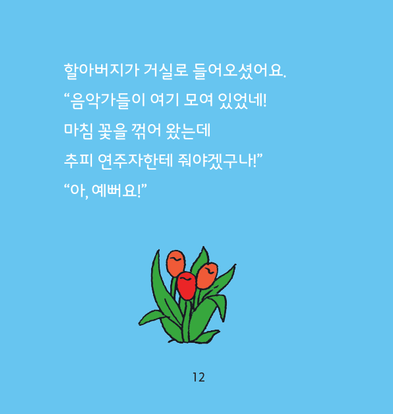 할아버지가 거실로 들어오셨어요.
“음악가들이 여기 모여 있었네!
마침 꽃을 꺾어 왔는데
추피 연주자한테 줘야겠구나!”
“아, 예뻐요!”
12